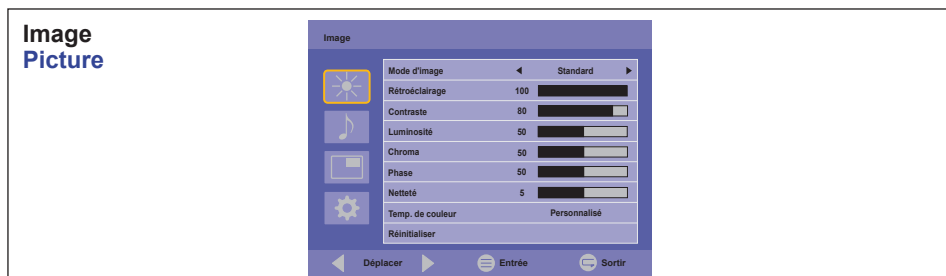 Image
Picture
Image
Mode d'image Standard
Rétroéclairage 100
Contraste 80
Luminosité 50
Chroma 50
Phase 50
Netteté 5
Temp. de couleur Personnalisé
Réinitialiser
Déplacer Entrée Sortir